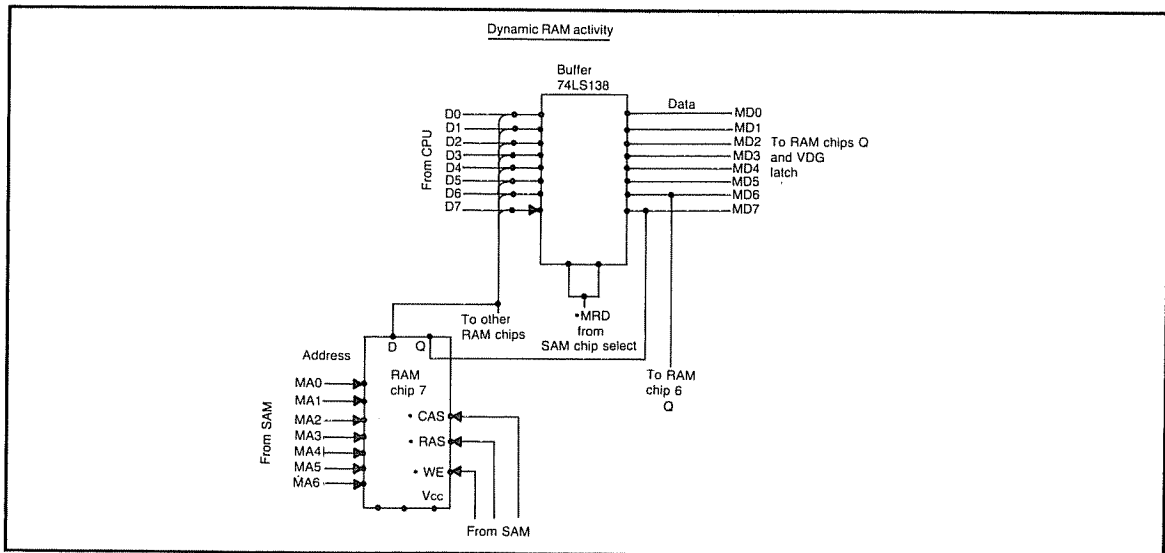 Dynamic RAM activity
Buffer
74LS138
From CPU
D0
D1
D2
D3
D4
D5
D6
D7
Data
MD0
MD1
MD2
MD3
MD4
MD5
MD6
MD7
To RAM chips Q
and VDG
latch
•MRD
from
SAM chip select
To other
RAM chips
To RAM
chip 6
Q
Address
From SAM
MA0
MA1
MA2
MA3
MA4
MA5
MA6
D Q
RAM
chip 7
• CAS
• RAS
• WE
Vcc
From SAM